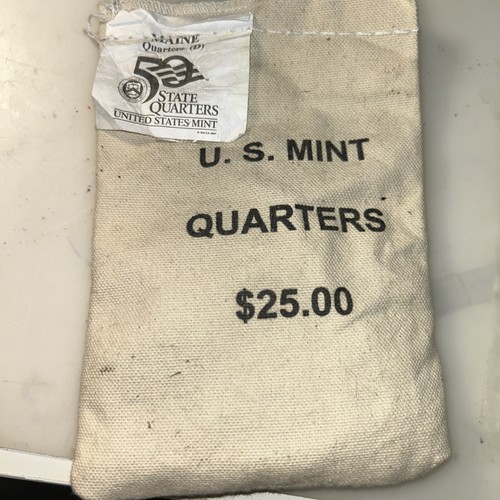 MAINE
Quarters (D)
50
STATE
QUARTERS
UNITED STATES MINT
U. S. MINT
QUARTERS
$25.00